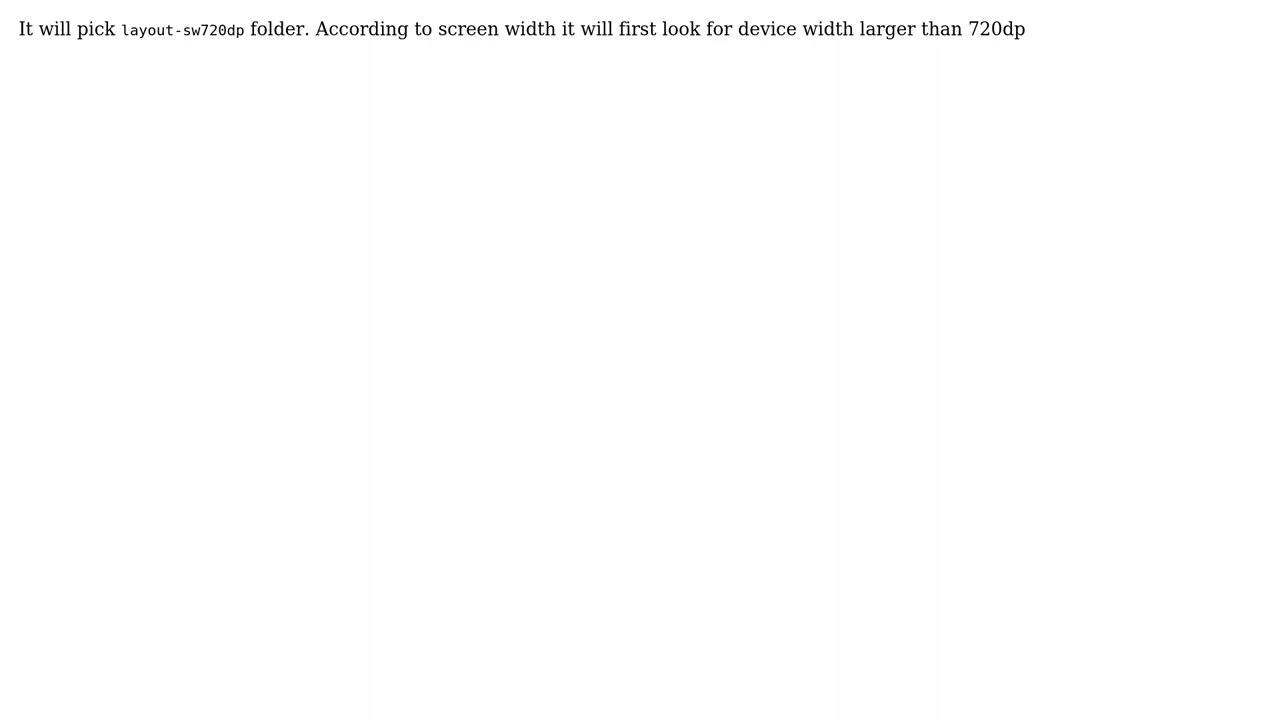 It will pick layout-sw720dp folder. According to screen width it will first look for device width larger than 720dp